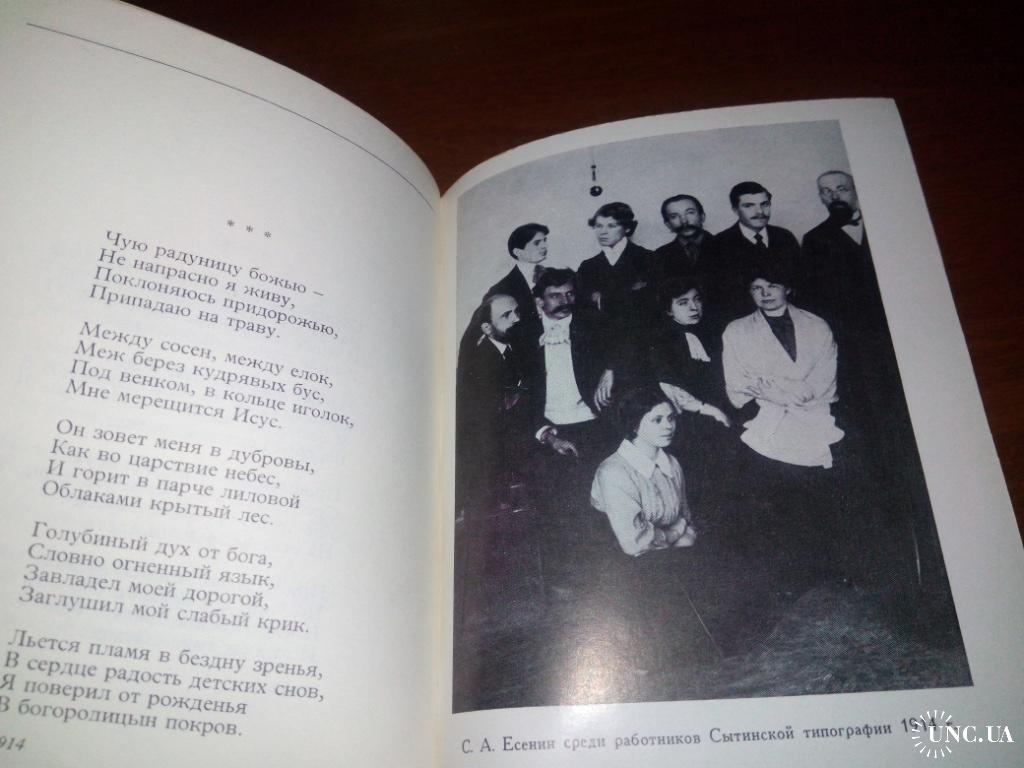 * * *
Чую радуницу божью –
Не напрасно я живу,
Поклоняюсь придорожью,
Припадаю на траву.
Между сосен, между елок,
Меж берез кудрявых бус,
Под венком, в кольце иголок,
Мне мерещится Исус.
Он зовет меня в дубровы,
Как во царствие небес,
И горит в парче лиловой
Облаками крытый лес.
Голубиный дух от бога,
Словно огненный язык,
Завладел моей дорогой,
Заглушил мой слабый крик.
Льется пламя в бездну зренья,
В сердце радость детских снов,
Я поверил от рожденья
В богородицын покров.
914
С. А. Есенин среди работников Сытинской типографии 1914 г.
UNC.UA